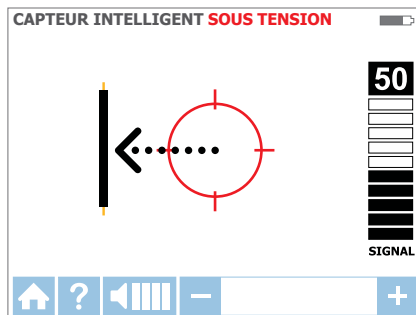 CAPTEUR INTELLIGENT SOUS TENSION
50
SIGNAL
?
− +